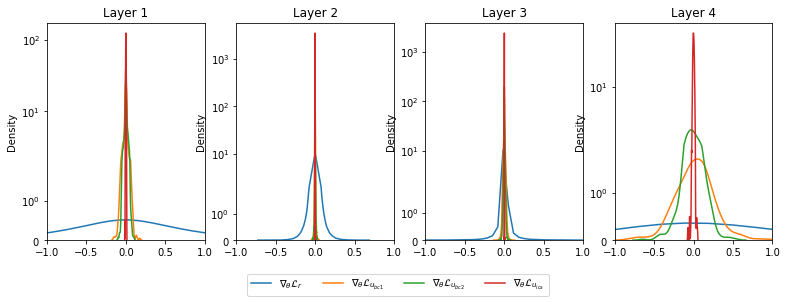 Layer 1 Layer 2 Layer 3 Layer 4
Density Density Density Density
10² 10³ 10³ 10¹
10¹ 10² 10² 10⁰
10⁰ 10¹ 10¹ 0
0 10⁰ 10⁰
0 0
−1.0 −0.5 0.0 0.5 1.0 −1.0 −0.5 0.0 0.5 1.0 −1.0 −0.5 0.0 0.5 1.0 −1.0 −0.5 0.0 0.5 1.0
∇θℒr ∇θℒu_bc1 ∇θℒu_bc2 ∇θℒu_ics